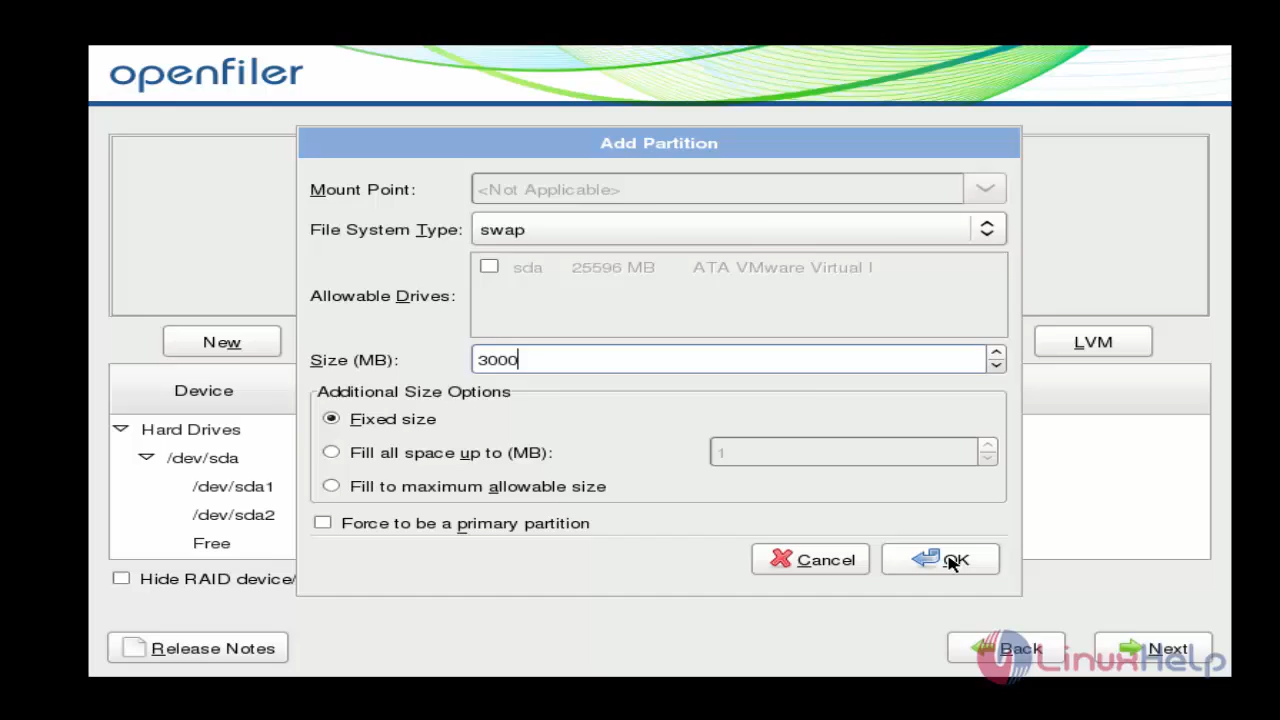 openfiler
Add Partition
Mount Point: <Not Applicable>
File System Type: swap
sda 25596 MB ATA VMware Virtual I
Allowable Drives:
New
LVM
Size (MB): 3000
Additional Size Options
Device
Fixed size
Hard Drives
Fill all space up to (MB): 1
/dev/sda
/dev/sda1
Fill to maximum allowable size
/dev/sda2
Force to be a primary partition
Free
Cancel
OK
Hide RAID device/
Release Notes
Back
Next
Linuxhelp